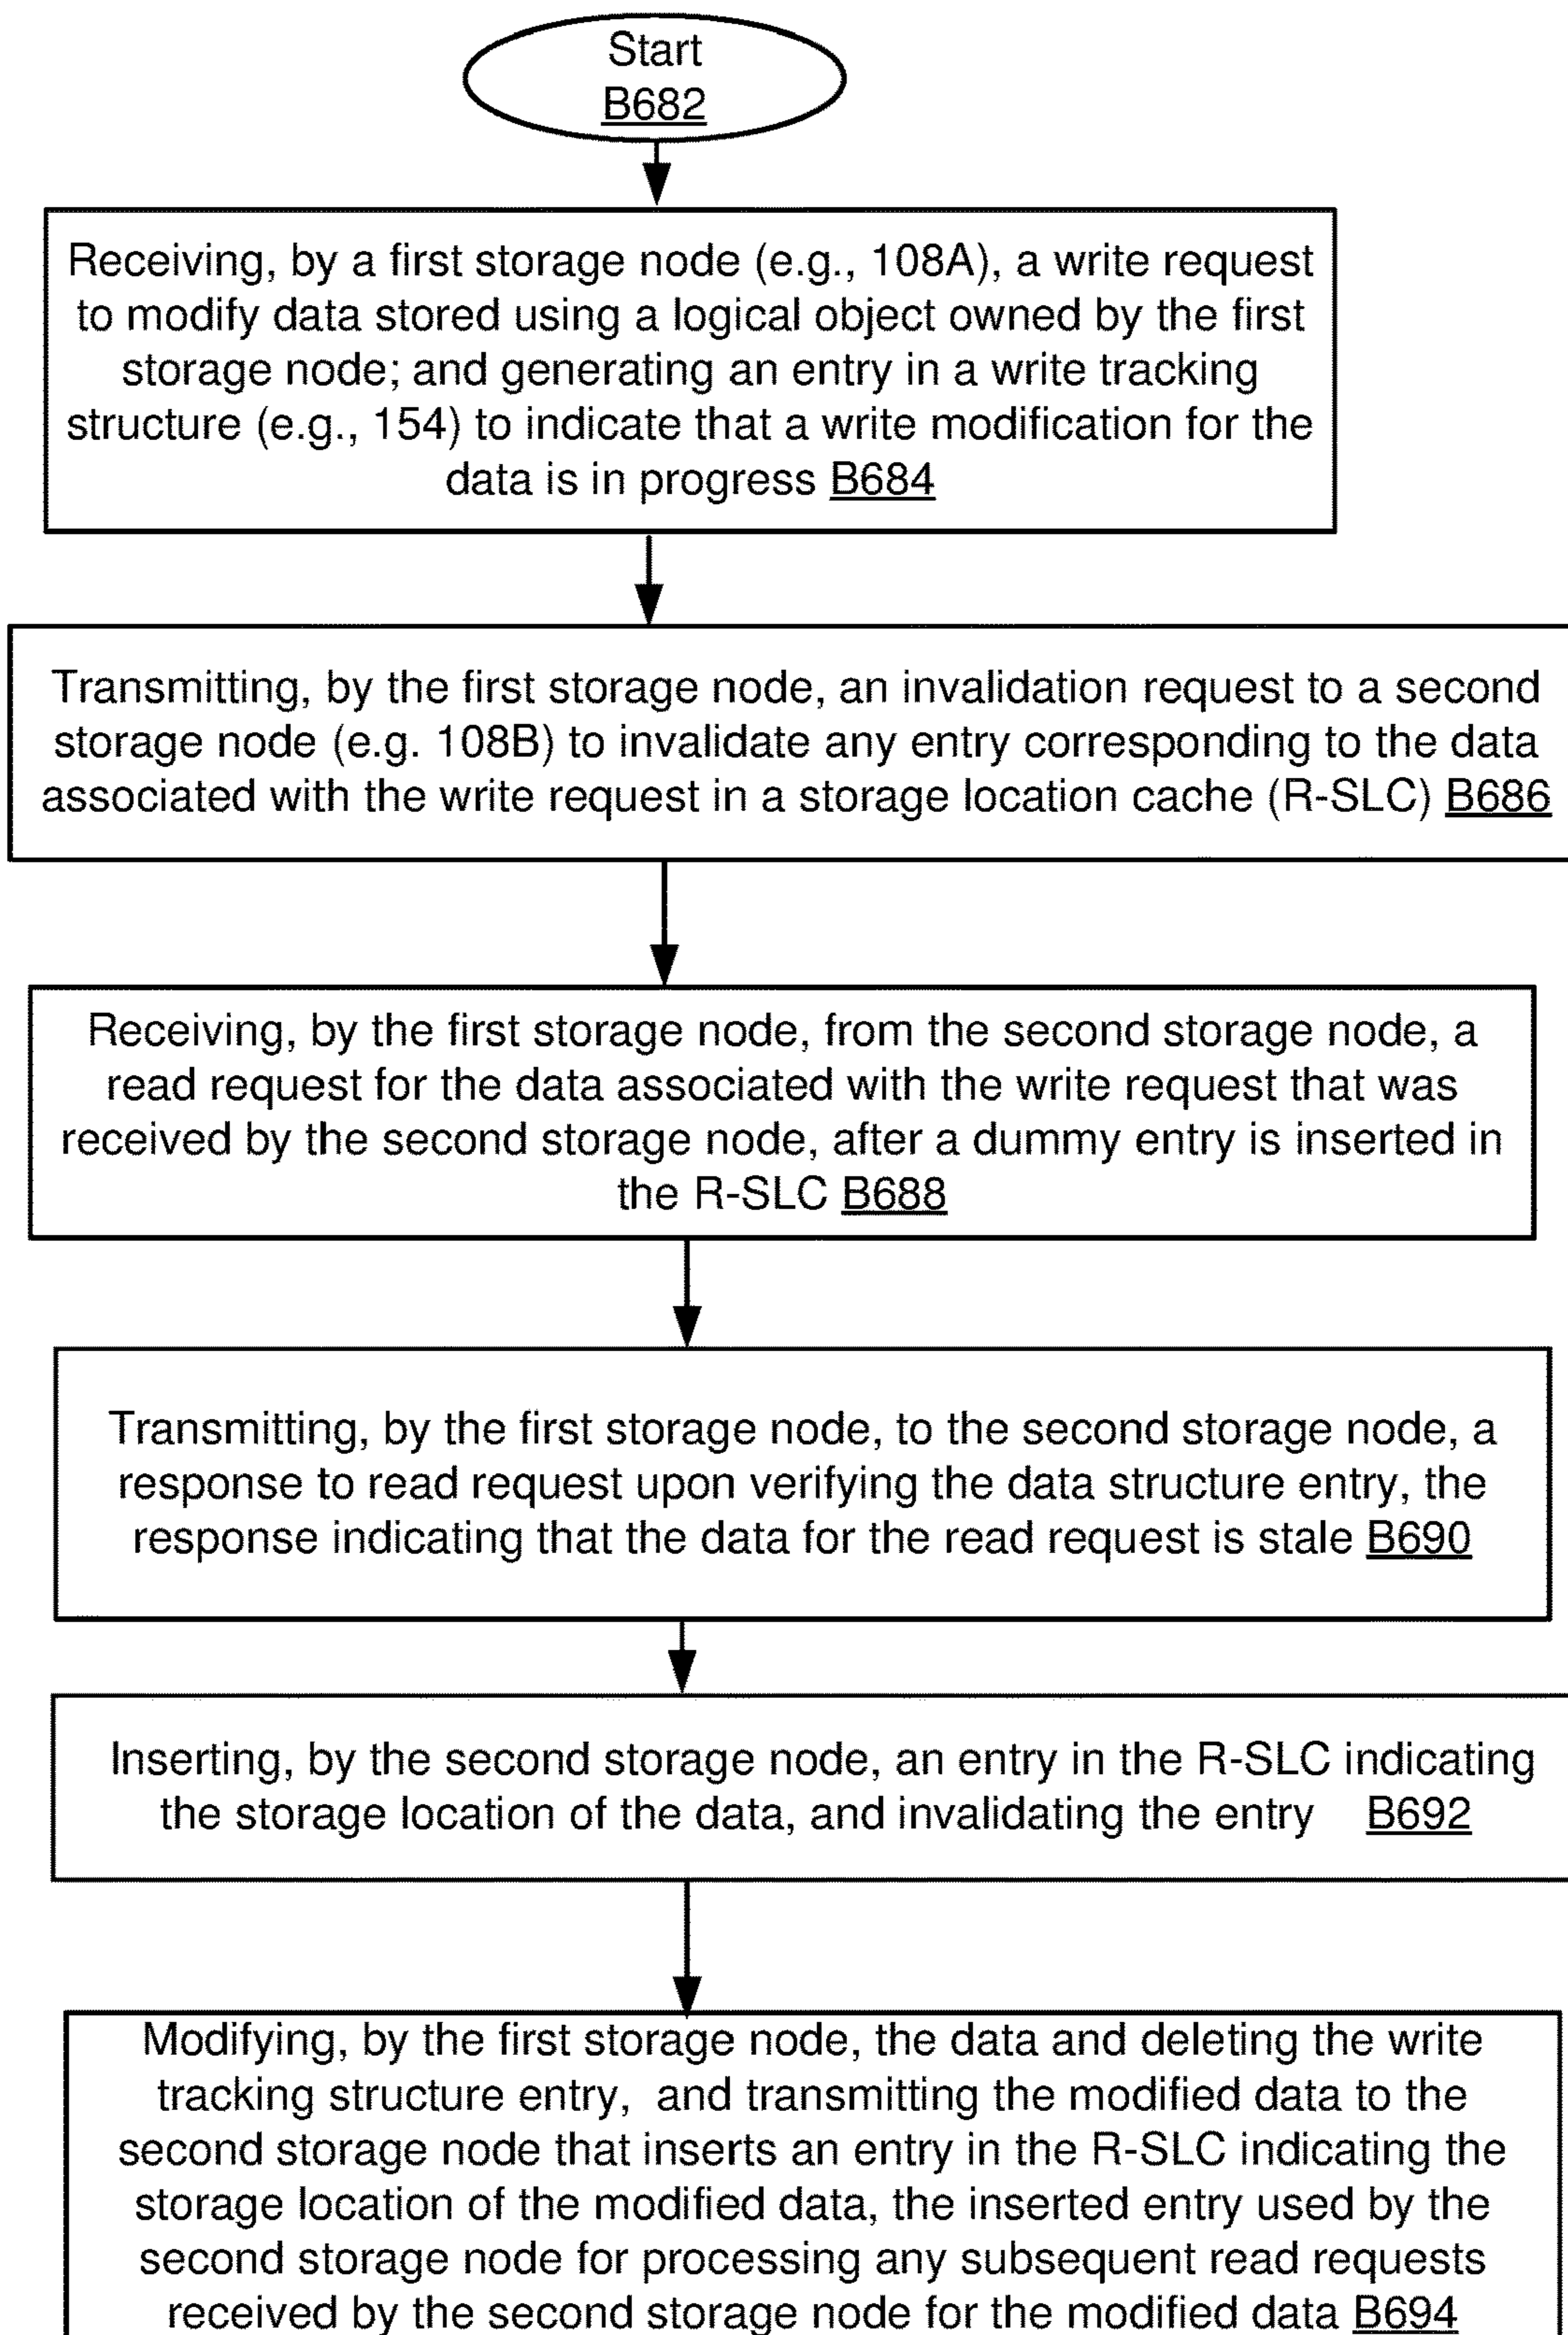 Start
B682
Receiving, by a first storage node (e.g., 108A), a write request
to modify data stored using a logical object owned by the first
storage node; and generating an entry in a write tracking
structure (e.g., 154) to indicate that a write modification for the
data is in progress B684
Transmitting, by the first storage node, an invalidation request to a second
storage node (e.g. 108B) to invalidate any entry corresponding to the data
associated with the write request in a storage location cache (R-SLC) B686
Receiving, by the first storage node, from the second storage node, a
read request for the data associated with the write request that was
received by the second storage node, after a dummy entry is inserted in
the R-SLC B688
Transmitting, by the first storage node, to the second storage node, a
response to read request upon verifying the data structure entry, the
response indicating that the data for the read request is stale B690
Inserting, by the second storage node, an entry in the R-SLC indicating
the storage location of the data, and invalidating the entry B692
Modifying, by the first storage node, the data and deleting the write
tracking structure entry, and transmitting the modified data to the
second storage node that inserts an entry in the R-SLC indicating the
storage location of the modified data, the inserted entry used by the
second storage node for processing any subsequent read requests
received by the second storage node for the modified data B694